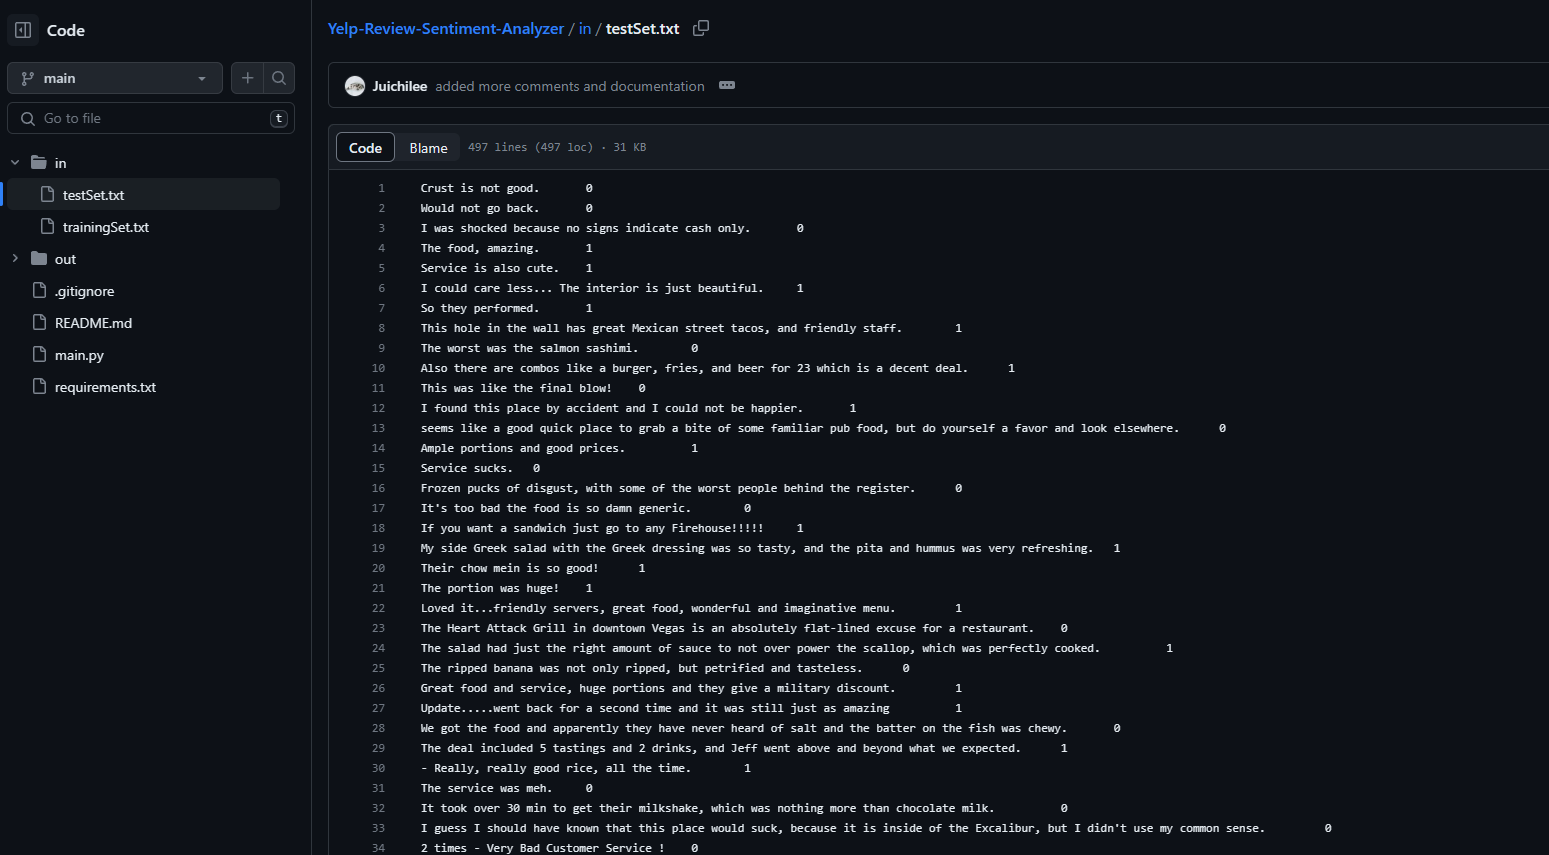 Code
main
Go to file t
in
testSet.txt
trainingSet.txt
out
.gitignore
README.md
main.py
requirements.txt
Yelp-Review-Sentiment-Analyzer / in / testSet.txt
Juichilee added more comments and documentation
Code Blame 497 lines (497 loc) · 31 KB
1 Crust is not good. 0
2 Would not go back. 0
3 I was shocked because no signs indicate cash only. 0
4 The food, amazing. 1
5 Service is also cute. 1
6 I could care less... The interior is just beautiful. 1
7 So they performed. 1
8 This hole in the wall has great Mexican street tacos, and friendly staff. 1
9 The worst was the salmon sashimi. 0
10 Also there are combos like a burger, fries, and beer for 23 which is a decent deal. 1
11 This was like the final blow! 0
12 I found this place by accident and I could not be happier. 1
13 seems like a good quick place to grab a bite of some familiar pub food, but do yourself a favor and look elsewhere. 0
14 Ample portions and good prices. 1
15 Service sucks. 0
16 Frozen pucks of disgust, with some of the worst people behind the register. 0
17 It's too bad the food is so damn generic. 0
18 If you want a sandwich just go to any Firehouse!!!!! 1
19 My side Greek salad with the Greek dressing was so tasty, and the pita and hummus was very refreshing. 1
20 Their chow mein is so good! 1
21 The portion was huge! 1
22 Loved it...friendly servers, great food, wonderful and imaginative menu. 1
23 The Heart Attack Grill in downtown Vegas is an absolutely flat-lined excuse for a restaurant. 0
24 The salad had just the right amount of sauce to not over power the scallop, which was perfectly cooked. 1
25 The ripped banana was not only ripped, but petrified and tasteless. 0
26 Great food and service, huge portions and they give a military discount. 1
27 Update.....went back for a second time and it was still just as amazing 1
28 We got the food and apparently they have never heard of salt and the batter on the fish was chewy. 0
29 The deal included 5 tastings and 2 drinks, and Jeff went above and beyond what we expected. 1
30 - Really, really good rice, all the time. 1
31 The service was meh. 0
32 It took over 30 min to get their milkshake, which was nothing more than chocolate milk. 0
33 I guess I should have known that this place would suck, because it is inside of the Excalibur, but I didn't use my common sense. 0
34 2 times - Very Bad Customer Service ! 0